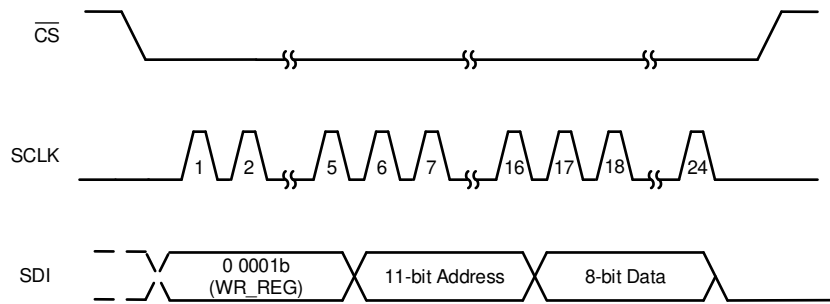 C̅S̅
SCLK
1 2 5 6 7 16 17 18 24
SDI
0 0001b
(WR_REG)
11-bit Address
8-bit Data